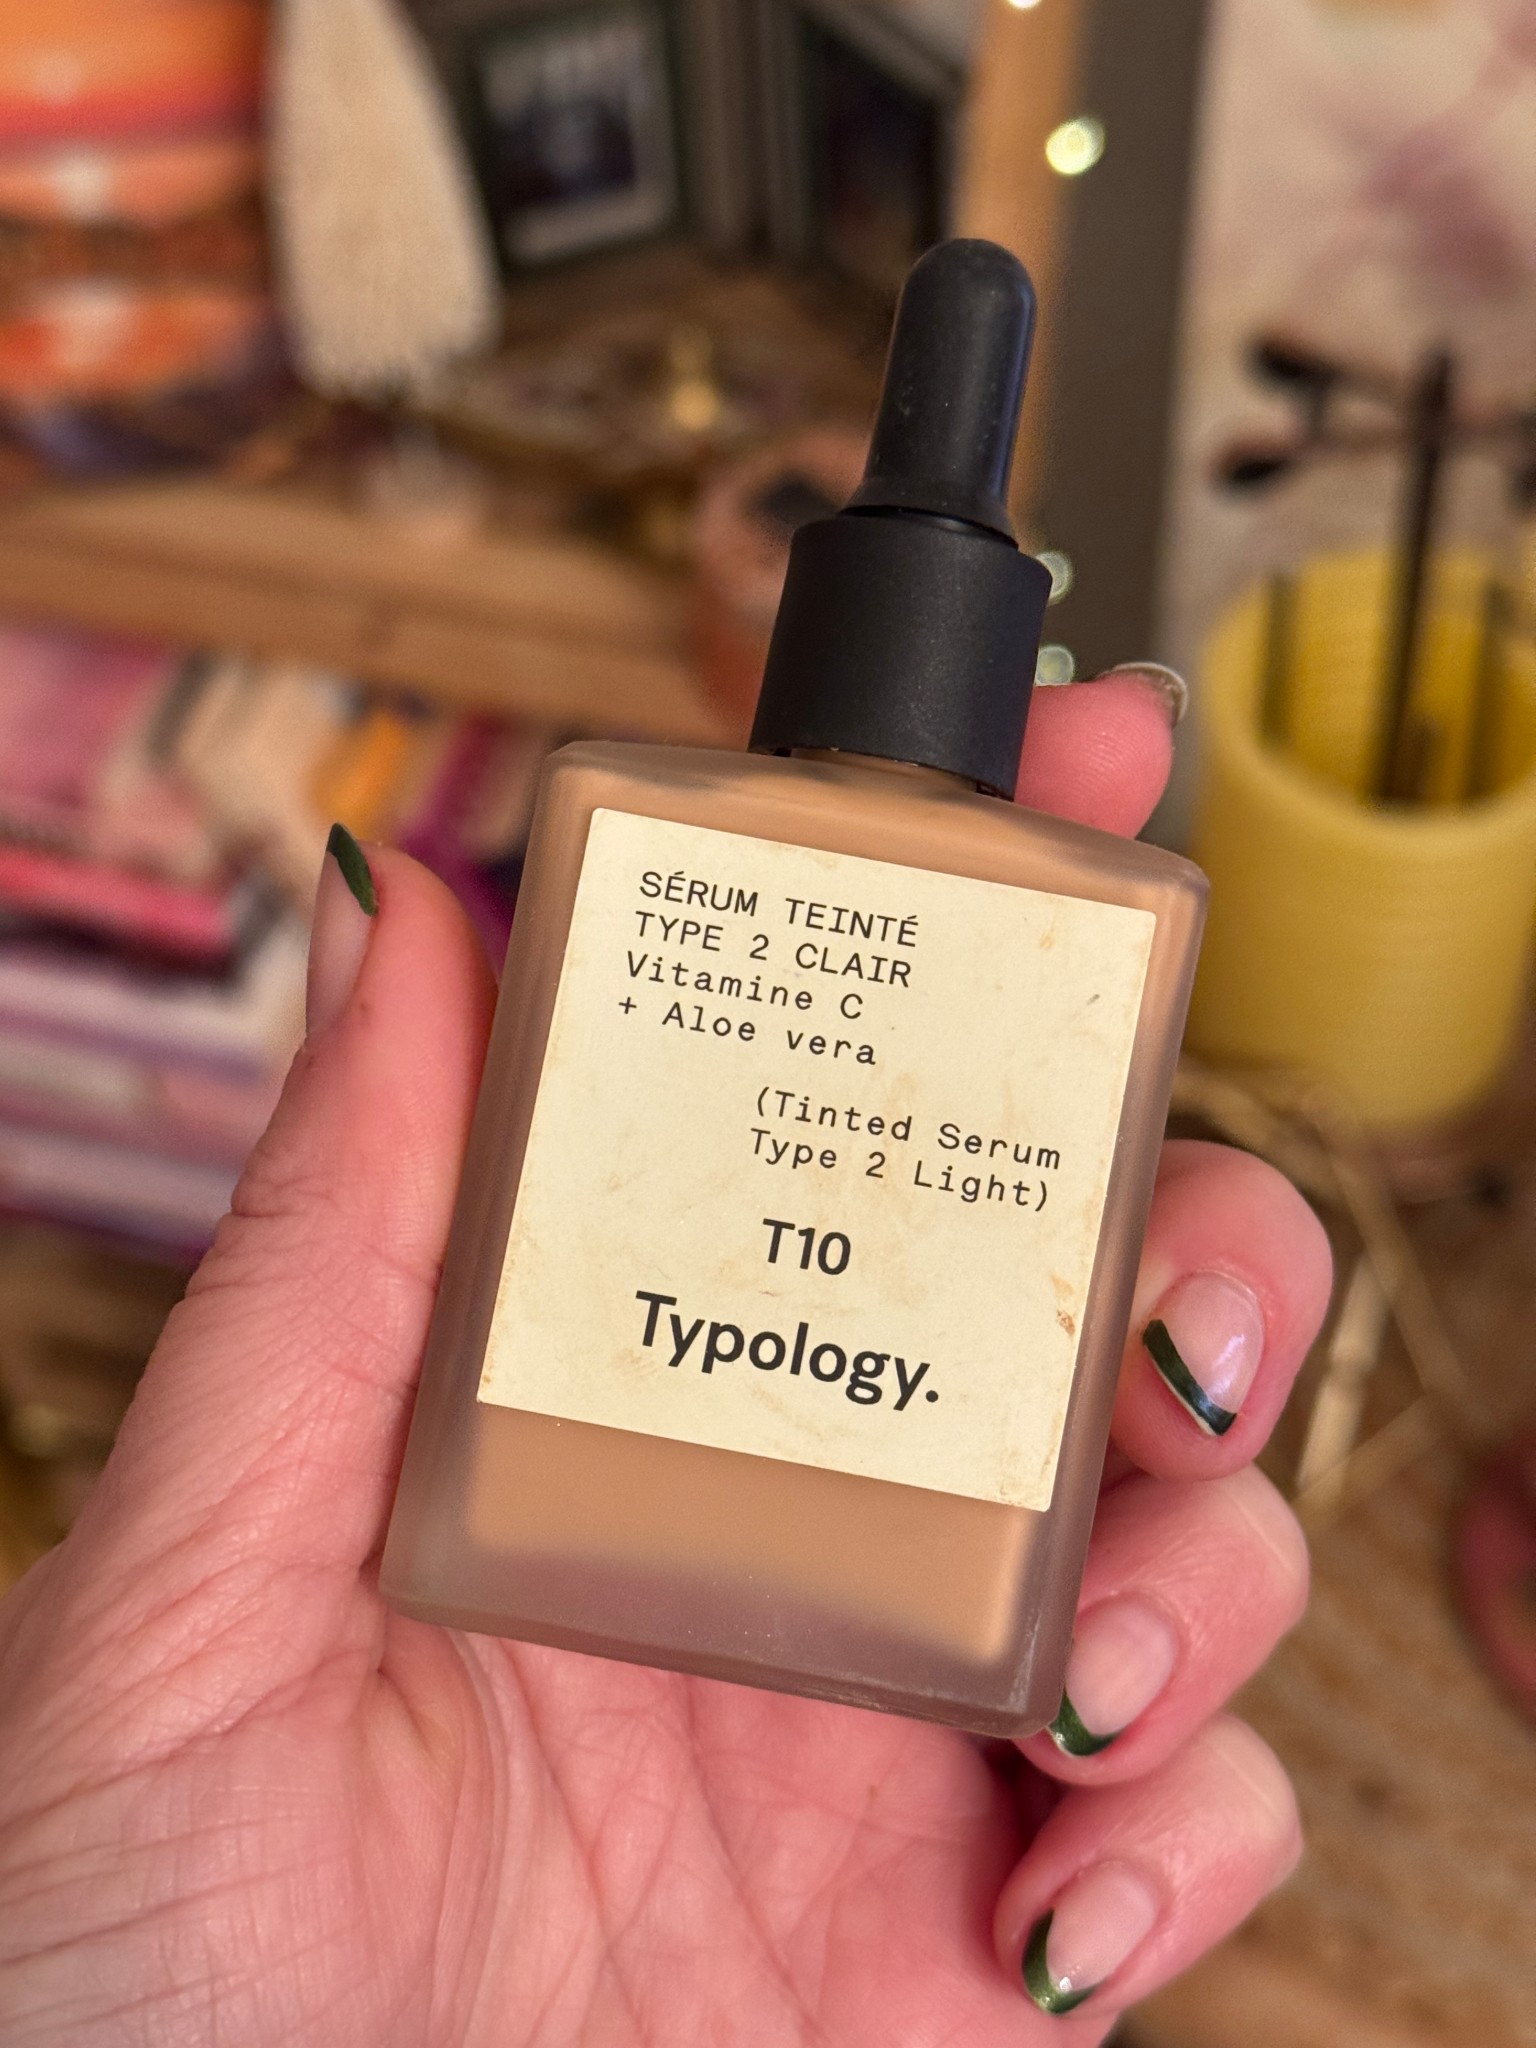 SÉRUM TEINTÉ
TYPE 2 CLAIR
Vitamine C
+ Aloe vera
(Tinted Serum
Type 2 Light)
T10
Typology.